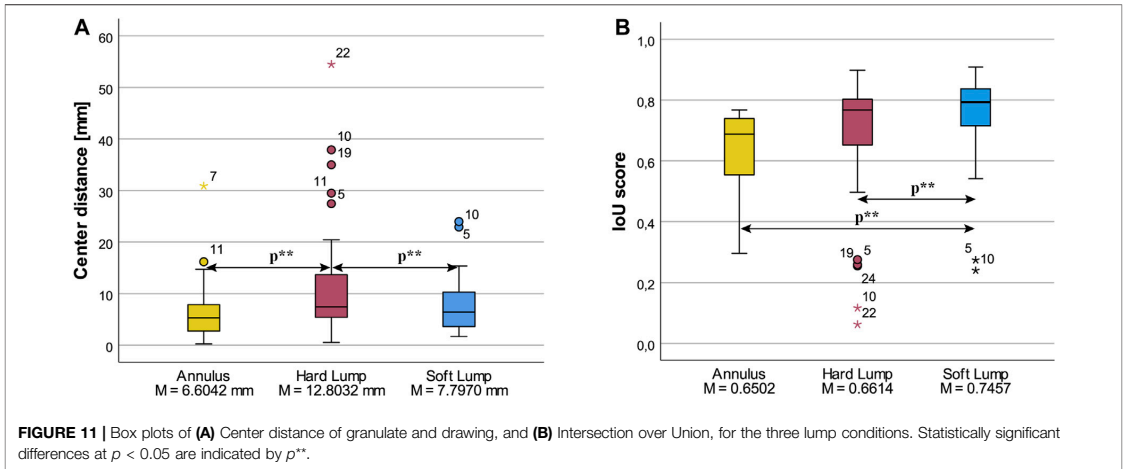 A
B
60
50
40
30
20
10
0
Center distance [mm]
7
11
22
10
19
11
5
10
5
p**
p**
Annulus
M = 6.6042 mm
Hard Lump
M = 12.8032 mm
Soft Lump
M = 7.7970 mm
1,0
0,8
0,6
0,4
0,2
0,0
IoU score
p**
p**
19
5
24
10
22
5
10
Annulus
M = 0.6502
Hard Lump
M = 0.6614
Soft Lump
M = 0.7457
FIGURE 11 | Box plots of (A) Center distance of granulate and drawing, and (B) Intersection over Union, for the three lump conditions. Statistically significant
differences at p < 0.05 are indicated by p**.